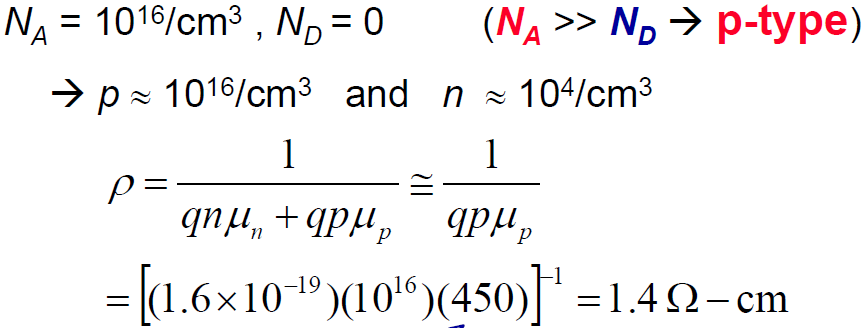 N_A = 10^16/cm^3 , N_D = 0 (N_A >> N_D → p-type)
→ p ≈ 10^16/cm^3 and n ≈ 10^4/cm^3
ρ = 1/(qnμ_n + qpμ_p) ≅ 1/(qpμ_p)
= [(1.6×10^−19)(10^16)(450)]^−1 = 1.4 Ω−cm